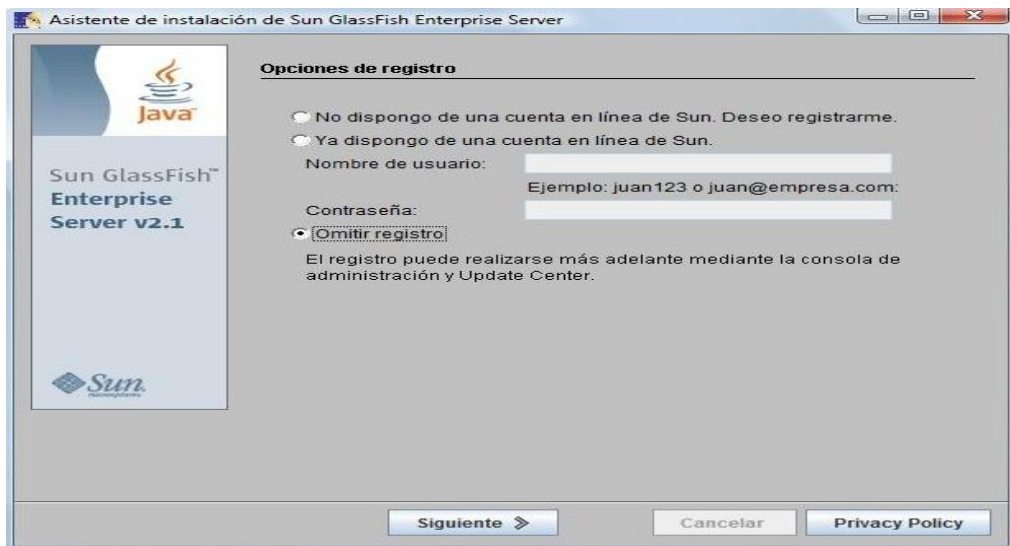 Asistente de instalación de Sun GlassFish Enterprise Server
Java™
Sun GlassFish™
Enterprise
Server v2.1
Sun
microsystems
Opciones de registro
No dispongo de una cuenta en línea de Sun. Deseo registrarme.
Ya dispongo de una cuenta en línea de Sun.
Nombre de usuario:
Ejemplo: juan123 o juan@empresa.com:
Contraseña:
Omitir registro
El registro puede realizarse más adelante mediante la consola de
administración y Update Center.
Siguiente
Cancelar
Privacy Policy